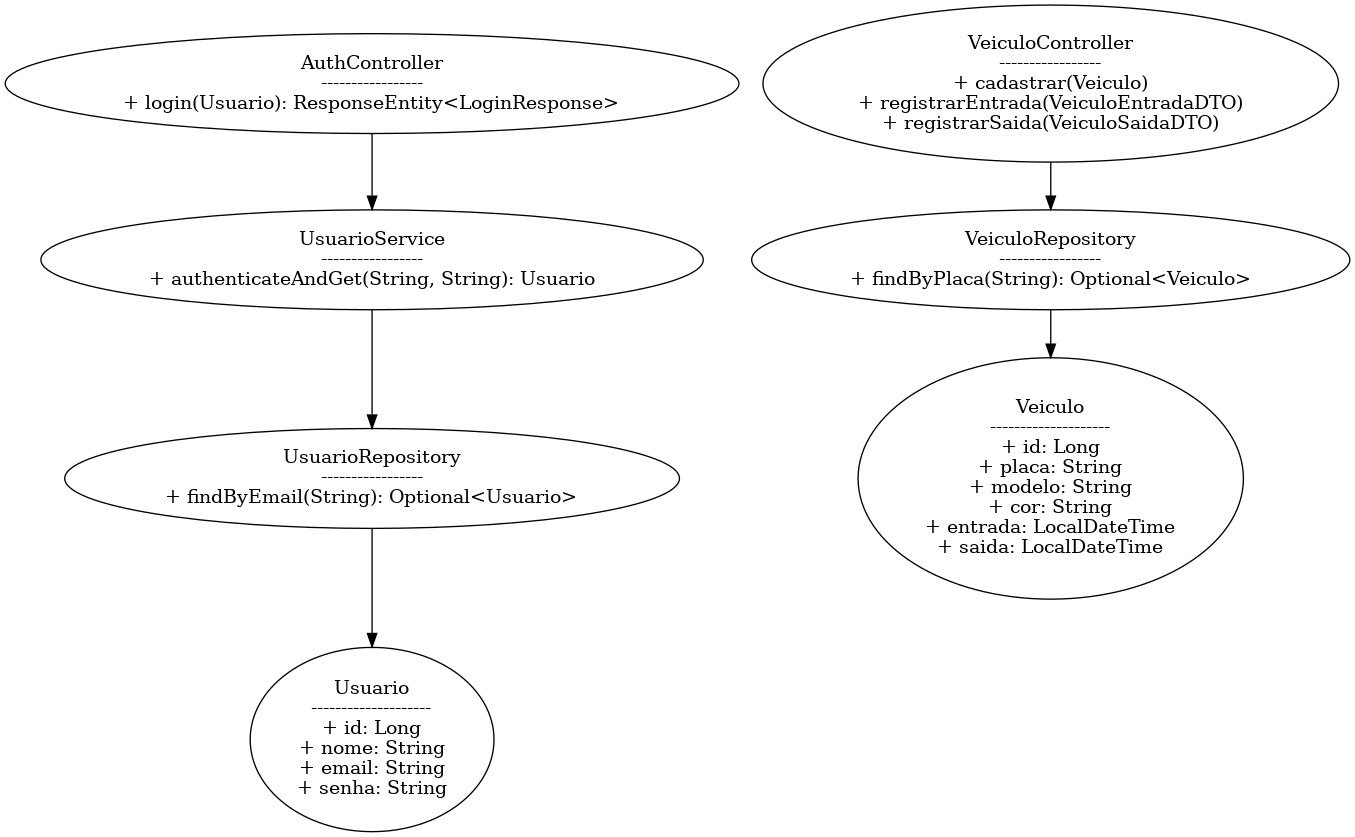 AuthController
-----------------
+ login(Usuario): ResponseEntity<LoginResponse>
UsuarioService
-----------------
+ authenticateAndGet(String, String): Usuario
UsuarioRepository
-----------------
+ findByEmail(String): Optional<Usuario>
Usuario
--------------------
+ id: Long
+ nome: String
+ email: String
+ senha: String
VeiculoController
-----------------
+ cadastrar(Veiculo)
+ registrarEntrada(VeiculoEntradaDTO)
+ registrarSaida(VeiculoSaidaDTO)
VeiculoRepository
-----------------
+ findByPlaca(String): Optional<Veiculo>
Veiculo
--------------------
+ id: Long
+ placa: String
+ modelo: String
+ cor: String
+ entrada: LocalDateTime
+ saida: LocalDateTime